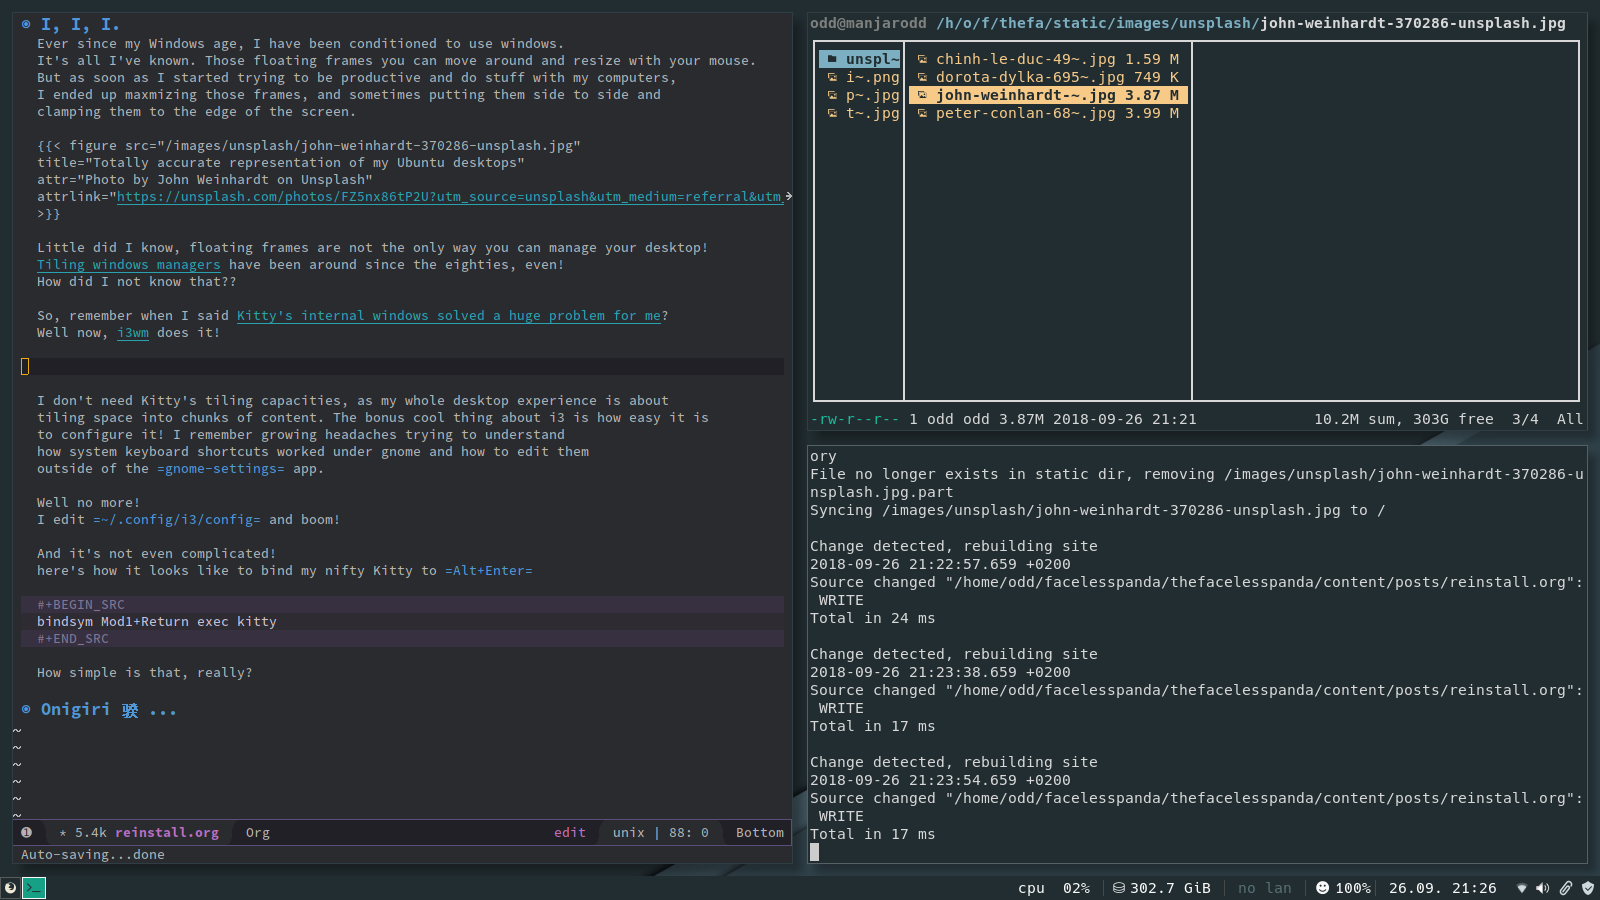 I, I, I.
Ever since my Windows age, I have been conditioned to use windows.
It's all I've known. Those floating frames you can move around and resize with your mouse.
But as soon as I started trying to be productive and do stuff with my computers,
I ended up maxmizing those frames, and sometimes putting them side to side and
clamping them to the edge of the screen.
{{< figure src="/images/unsplash/john-weinhardt-370286-unsplash.jpg"
title="Totally accurate representation of my Ubuntu desktops"
attr="Photo by John Weinhardt on Unsplash"
attrlink="https://unsplash.com/photos/FZ5nx86tP2U?utm_source=unsplash&utm_medium=referral&utm_
>}}
Little did I know, floating frames are not the only way you can manage your desktop!
Tiling windows managers have been around since the eighties, even!
How did I not know that??
So, remember when I said Kitty's internal windows solved a huge problem for me?
Well now, i3wm does it!
I don't need Kitty's tiling capacities, as my whole desktop experience is about
tiling space into chunks of content. The bonus cool thing about i3 is how easy it is
to configure it! I remember growing headaches trying to understand
how system keyboard shortcuts worked under gnome and how to edit them
outside of the =gnome-settings= app.
Well no more!
I edit =~/.config/i3/config= and boom!
And it's not even complicated!
here's how it looks like to bind my nifty Kitty to =Alt+Enter=
#+BEGIN_SRC
bindsym Mod1+Return exec kitty
#+END_SRC
How simple is that, really?
Onigiri ...
~
~
~
~
~
~
1 * 5.4k reinstall.org Org edit unix | 88: 0 Bottom
Auto-saving...done
odd@manjarodd /h/o/f/thefa/static/images/unsplash/john-weinhardt-370286-unsplash.jpg
unspl~ chinh-le-duc-49~.jpg 1.59 M
i~.png dorota-dylka-695~.jpg 749 K
p~.jpg john-weinhardt-~.jpg 3.87 M
t~.jpg peter-conlan-68~.jpg 3.99 M
-rw-r--r-- 1 odd odd 3.87M 2018-09-26 21:21 10.2M sum, 303G free 3/4 All
ory
File no longer exists in static dir, removing /images/unsplash/john-weinhardt-370286-u
nsplash.jpg.part
Syncing /images/unsplash/john-weinhardt-370286-unsplash.jpg to /
Change detected, rebuilding site
2018-09-26 21:22:57.659 +0200
Source changed "/home/odd/facelesspanda/thefacelesspanda/content/posts/reinstall.org":
WRITE
Total in 24 ms
Change detected, rebuilding site
2018-09-26 21:23:38.659 +0200
Source changed "/home/odd/facelesspanda/thefacelesspanda/content/posts/reinstall.org":
WRITE
Total in 17 ms
Change detected, rebuilding site
2018-09-26 21:23:54.659 +0200
Source changed "/home/odd/facelesspanda/thefacelesspanda/content/posts/reinstall.org":
WRITE
Total in 17 ms
cpu 02% | 302.7 GiB | no lan | 100% | 26.09. 21:26